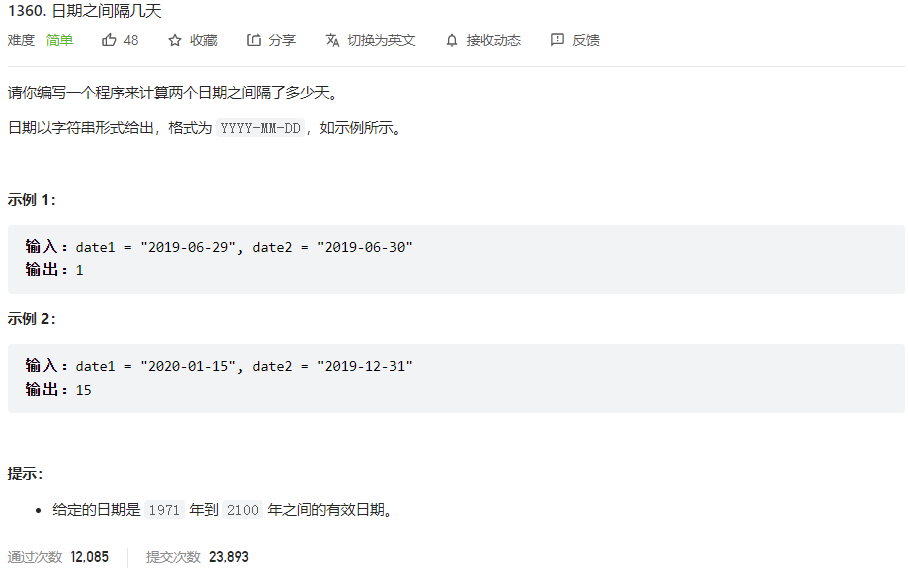 1360. 日期之间隔几天
难度 简单 48 收藏 分享 切换为英文 接收动态 反馈
请你编写一个程序来计算两个日期之间隔了多少天。
日期以字符串形式给出，格式为 YYYY-MM-DD，如示例所示。
示例 1：
输入：date1 = "2019-06-29", date2 = "2019-06-30"
输出：1
示例 2：
输入：date1 = "2020-01-15", date2 = "2019-12-31"
输出：15
提示：
• 给定的日期是 1971 年到 2100 年之间的有效日期。
通过次数 12,085 提交次数 23,893